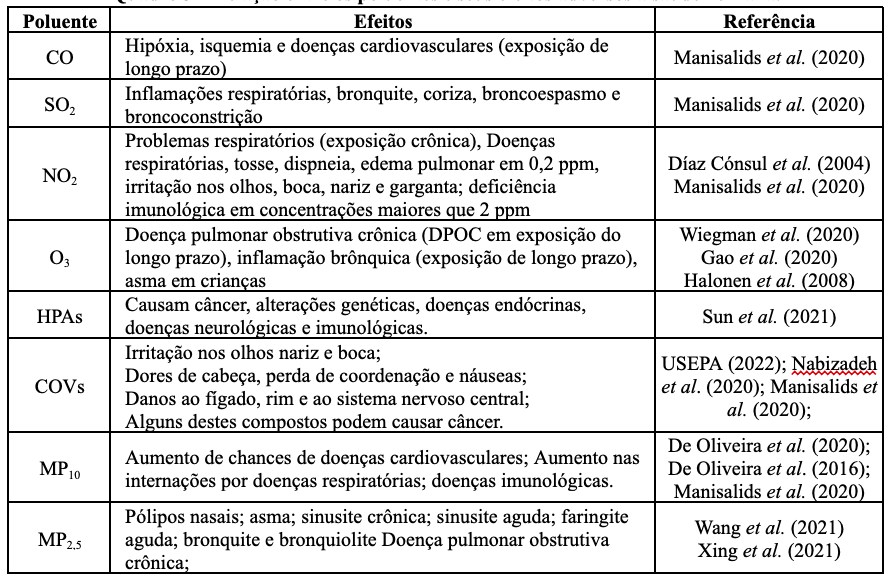 Poluente Efeitos Referência
CO
Hipóxia, isquemia e doenças cardiovasculares (exposição de
longo prazo)
Manisalids et al. (2020)
SO2
Inflamações respiratórias, bronquite, coriza, broncoespasmo e
broncoconstrição
Manisalids et al. (2020)
NO2
Problemas respiratórios (exposição crônica), Doenças
respiratórias, tosse, dispneia, edema pulmonar em 0,2 ppm,
irritação nos olhos, boca, nariz e garganta; deficiência
imunológica em concentrações maiores que 2 ppm
Díaz Cónsul et al. (2004)
Manisalids et al. (2020)
O3
Doença pulmonar obstrutiva crônica (DPOC em exposição do
longo prazo), inflamação brônquica (exposição de longo prazo),
asma em crianças
Wiegman et al. (2020)
Gao et al. (2020)
Halonen et al. (2008)
HPAs
Causam câncer, alterações genéticas, doenças endócrinas,
doenças neurológicas e imunológicas.
Sun et al. (2021)
COVs
Irritação nos olhos nariz e boca;
Dores de cabeça, perda de coordenação e náuseas;
Danos ao fígado, rim e ao sistema nervoso central;
Alguns destes compostos podem causar câncer.
USEPA (2022); Nabizadeh
et al. (2020); Manisalids et
al. (2020);
MP10
Aumento de chances de doenças cardiovasculares; Aumento nas
internações por doenças respiratórias; doenças imunológicas.
De Oliveira et al. (2020);
De Oliveira et al. (2016);
Manisalids et al. (2020)
MP2,5
Pólipos nasais; asma; sinusite crônica; sinusite aguda; faringite
aguda; bronquite e bronquiolite Doença pulmonar obstrutiva
crônica;
Wang et al. (2021)
Xing et al. (2021)